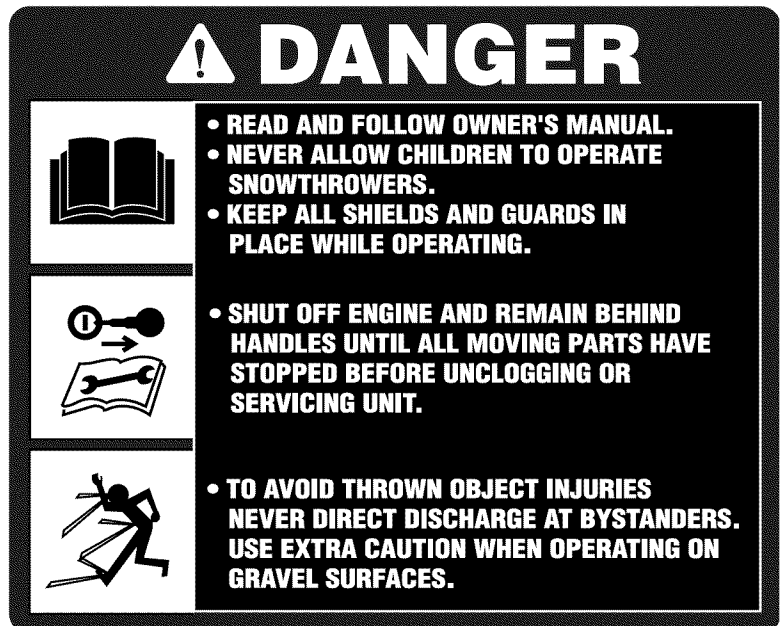 DANGER
• READ AND FOLLOW OWNER'S MANUAL.
• NEVER ALLOW CHILDREN TO OPERATE
SNOWTHROWERS.
• KEEP ALL SHIELDS AND GUARDS IN
PLACE WHILE OPERATING.
• SHUT OFF ENGINE AND REMAIN BEHIND
HANDLES UNTIL ALL MOVING PARTS HAVE
STOPPED BEFORE UNCLOGGING OR
SERVICING UNIT.
• TO AVOID THROWN OBJECT INJURIES
NEVER DIRECT DISCHARGE AT BYSTANDERS.
USE EXTRA CAUTION WHEN OPERATING ON
GRAVEL SURFACES.